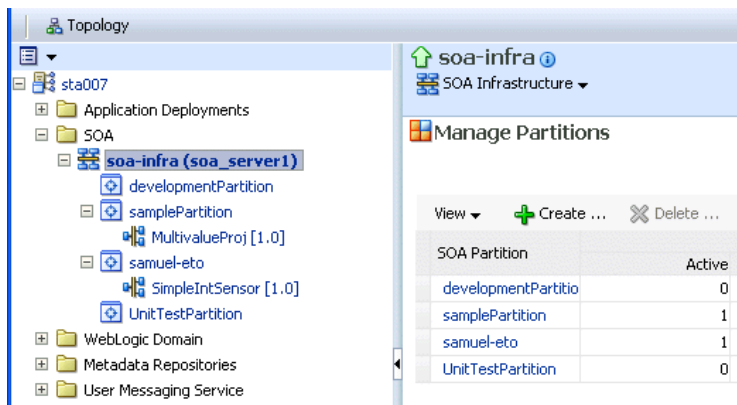 Topology
sta007
Application Deployments
SOA
soa-infra (soa_server1)
developmentPartition
samplePartition
MultivalueProj [1.0]
samuel-eto
SimpleIntSensor [1.0]
UnitTestPartition
WebLogic Domain
Metadata Repositories
User Messaging Service
soa-infra
SOA Infrastructure
Manage Partitions
View Create ... Delete ...
SOA Partition Active
developmentPartitio 0
samplePartition 1
samuel-eto 1
UnitTestPartition 0